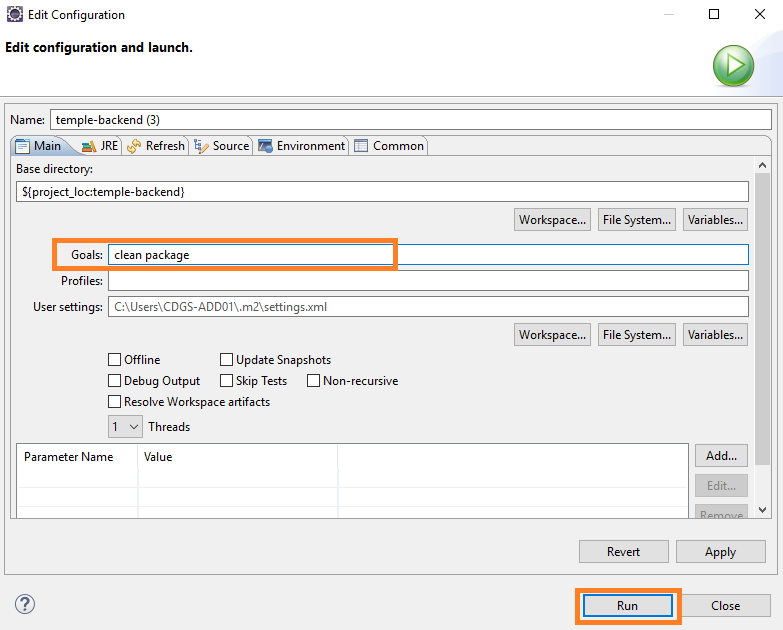 Edit Configuration
Edit configuration and launch.
Name: temple-backend (3)
Main JRE Refresh Source Environment Common
Base directory:
${project_loc:temple-backend}
Workspace... File System... Variables...
Goals: clean package
Profiles:
User settings: C:\Users\CDGS-ADD01\.m2\settings.xml
Workspace... File System... Variables...
Offline Update Snapshots
Debug Output Skip Tests Non-recursive
Resolve Workspace artifacts
1 Threads
Parameter Name Value Add...
Edit...
Remove
Revert Apply
? Run Close